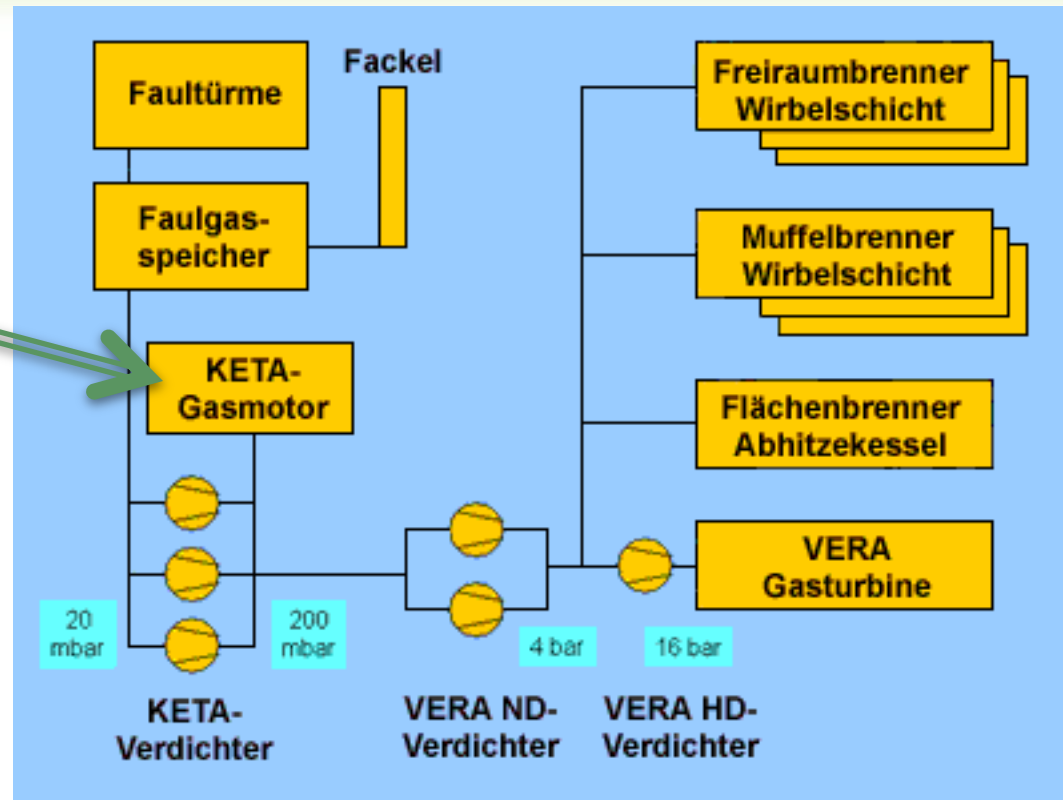 Faultürme
Fackel
Faulgas-
speicher
KETA-
Gasmotor
Freiraumbrenner
Wirbelschicht
Muffelbrenner
Wirbelschicht
Flächenbrenner
Abhitzekessel
VERA
Gasturbine
20
mbar
200
mbar
4 bar
16 bar
KETA-
Verdichter
VERA ND-
Verdichter
VERA HD-
Verdichter